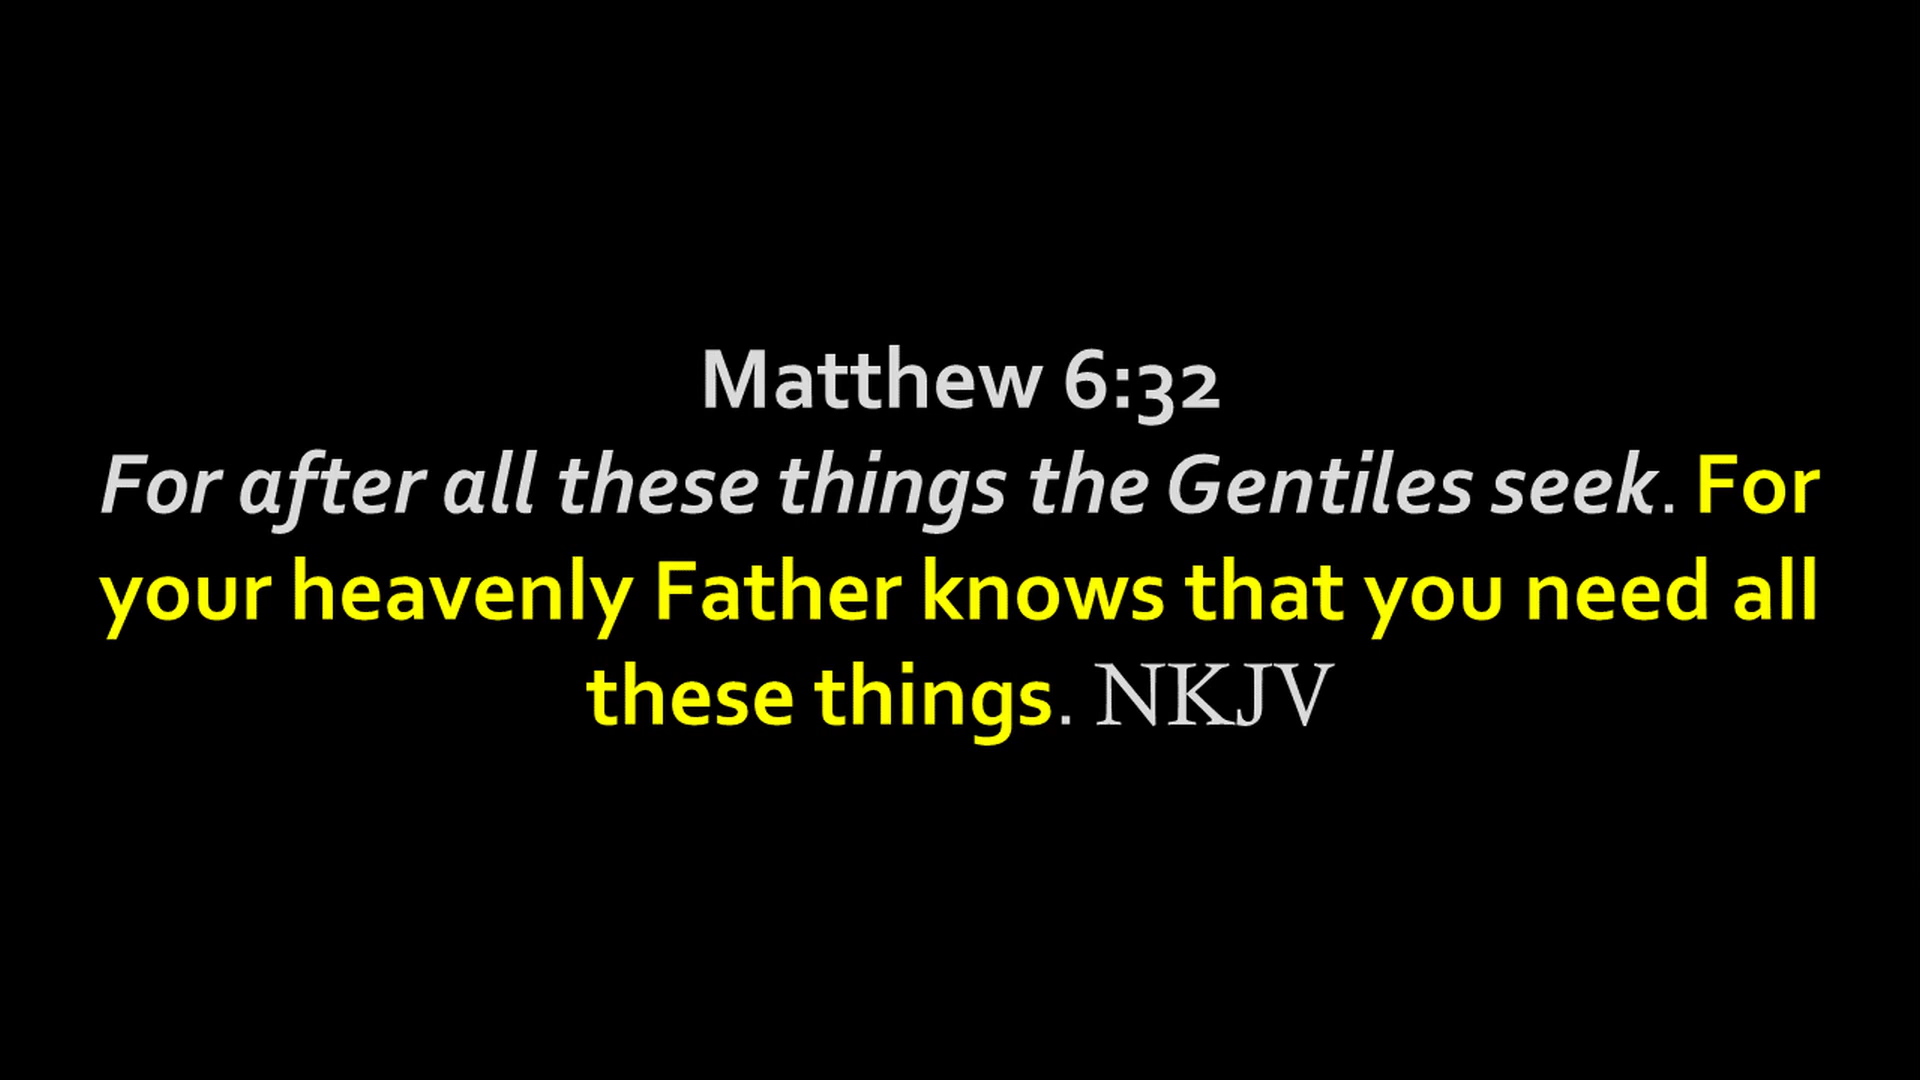 Matthew 6:32
For after all these things the Gentiles seek. For
your heavenly Father knows that you need all
these things. NKJV